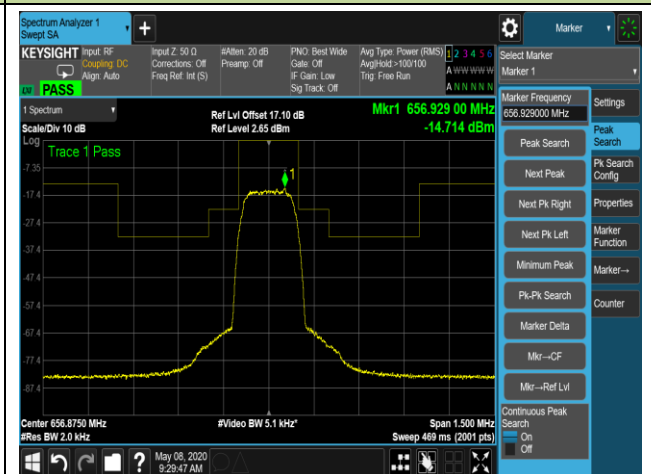 Spectrum Analyzer 1
Swept SA
+
Marker
KEYSIGHT
Input: RF
Coupling: DC
Align: Auto
Input Z: 50 Ω
Corrections: Off
Freq Ref: Int (S)
#Atten: 20 dB
Preamp: Off
PNO: Best Wide
Gate: Off
IF Gain: Low
Sig Track: Off
Avg Type: Power (RMS)
Avg|Hold:>100/100
Trig: Free Run
1 2 3 4 5 6
A W W W W W
A N N N N N
PASS
Select Marker
Marker 1
1 Spectrum
Scale/Div 10 dB
Log
Ref Lvl Offset 17.10 dB
Ref Level 2.65 dBm
Mkr1 656.929 00 MHz
-14.714 dBm
Trace 1 Pass
1
-7.35
-17.4
-27.4
-37.4
-47.4
-57.4
-67.4
-77.4
-87.4
Center 656.8750 MHz
#Res BW 2.0 kHz
#Video BW 5.1 kHz*
Span 1.500 MHz
Sweep 469 ms (2001 pts)
Marker Frequency
656.929000 MHz
Peak Search
Next Peak
Next Pk Right
Next Pk Left
Minimum Peak
Pk-Pk Search
Marker Delta
Mkr→CF
Mkr→Ref Lvl
Continuous Peak
Search
On
Off
Settings
Peak
Search
Pk Search
Config
Properties
Marker
Function
Marker→
Counter
?
May 08, 2020
9:29:47 AM